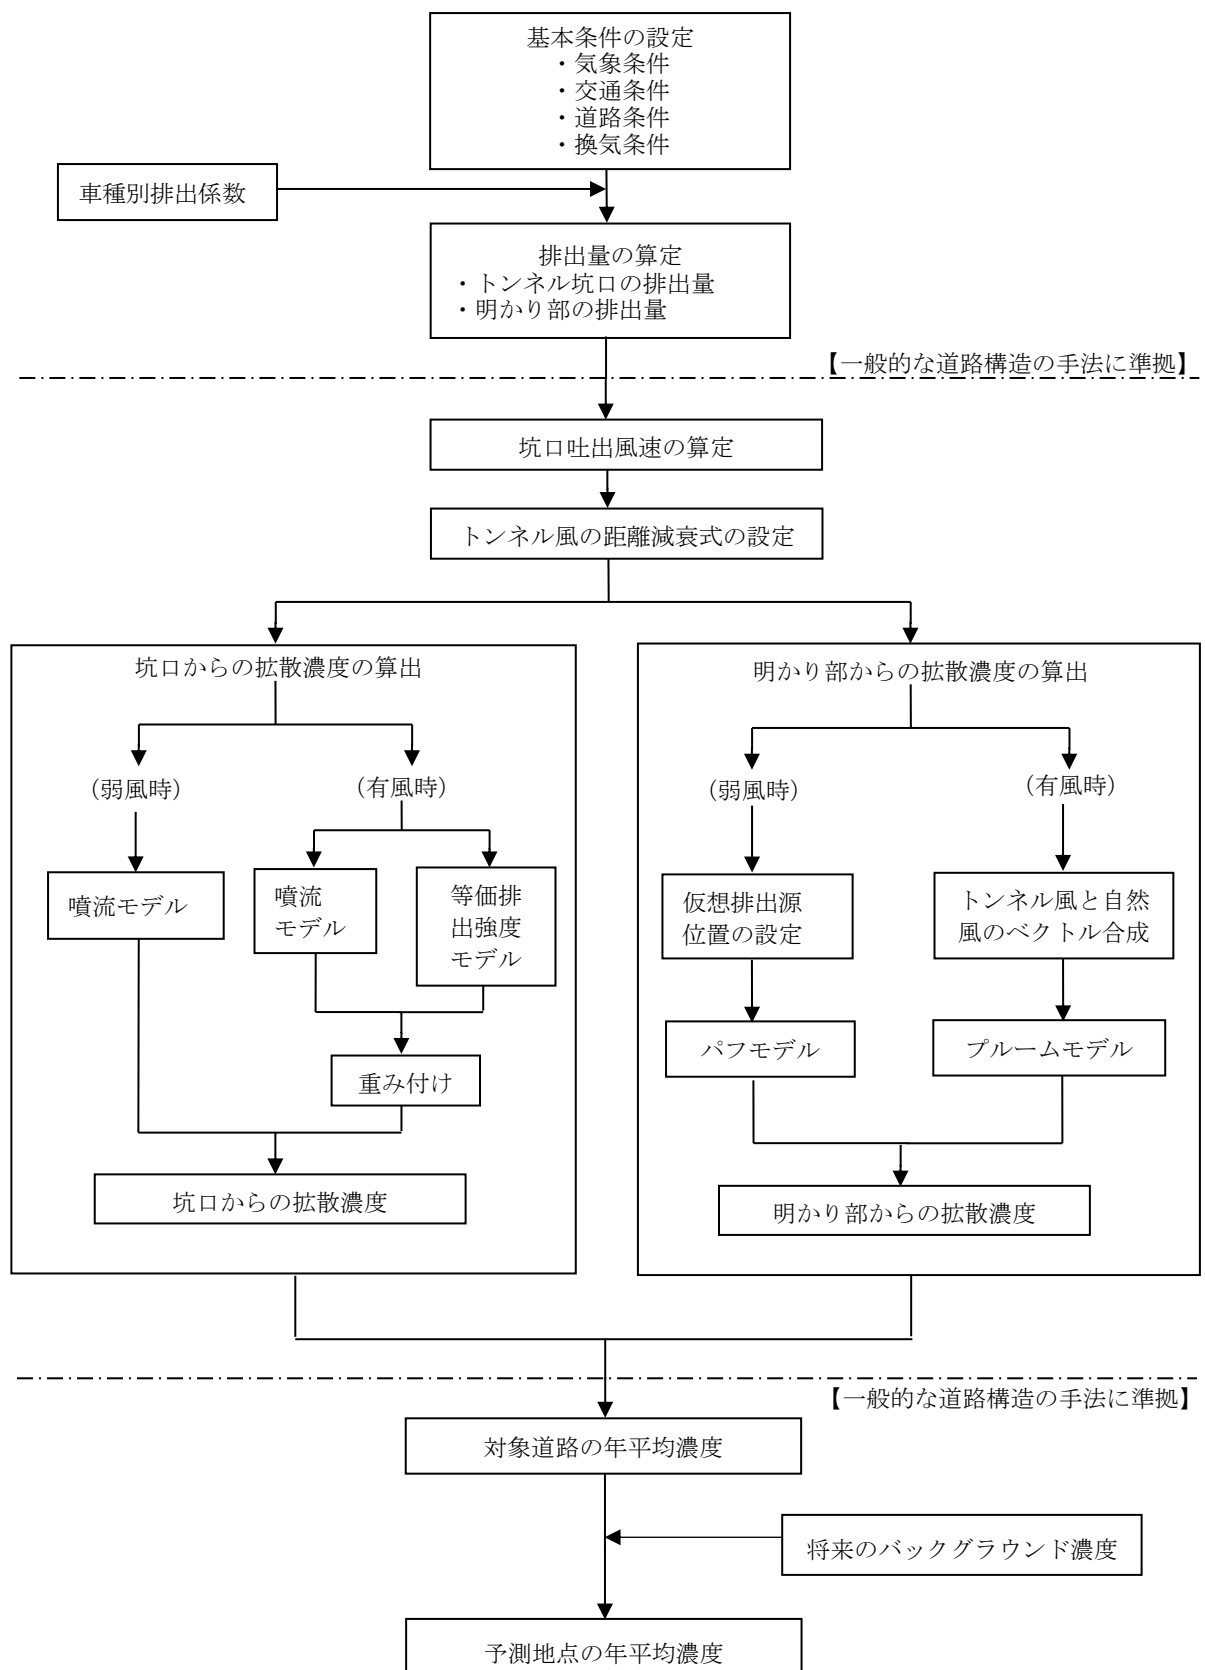 基本条件の設定
・気象条件
・交通条件
・道路条件
・換気条件
車種別排出係数
排出量の算定
・トンネル坑口の排出量
・明かり部の排出量
【一般的な道路構造の手法に準拠】
坑口吐出風速の算定
トンネル風の距離減衰式の設定
坑口からの拡散濃度の算出
(弱風時)
(有風時)
噴流モデル
噴流
モデル
等価排
出強度
モデル
重み付け
坑口からの拡散濃度
明かり部からの拡散濃度の算出
(弱風時)
(有風時)
仮想排出源
位置の設定
トンネル風と自然
風のベクトル合成
パフモデル
プルームモデル
明かり部からの拡散濃度
【一般的な道路構造の手法に準拠】
対象道路の年平均濃度
将来のバックグラウンド濃度
予測地点の年平均濃度